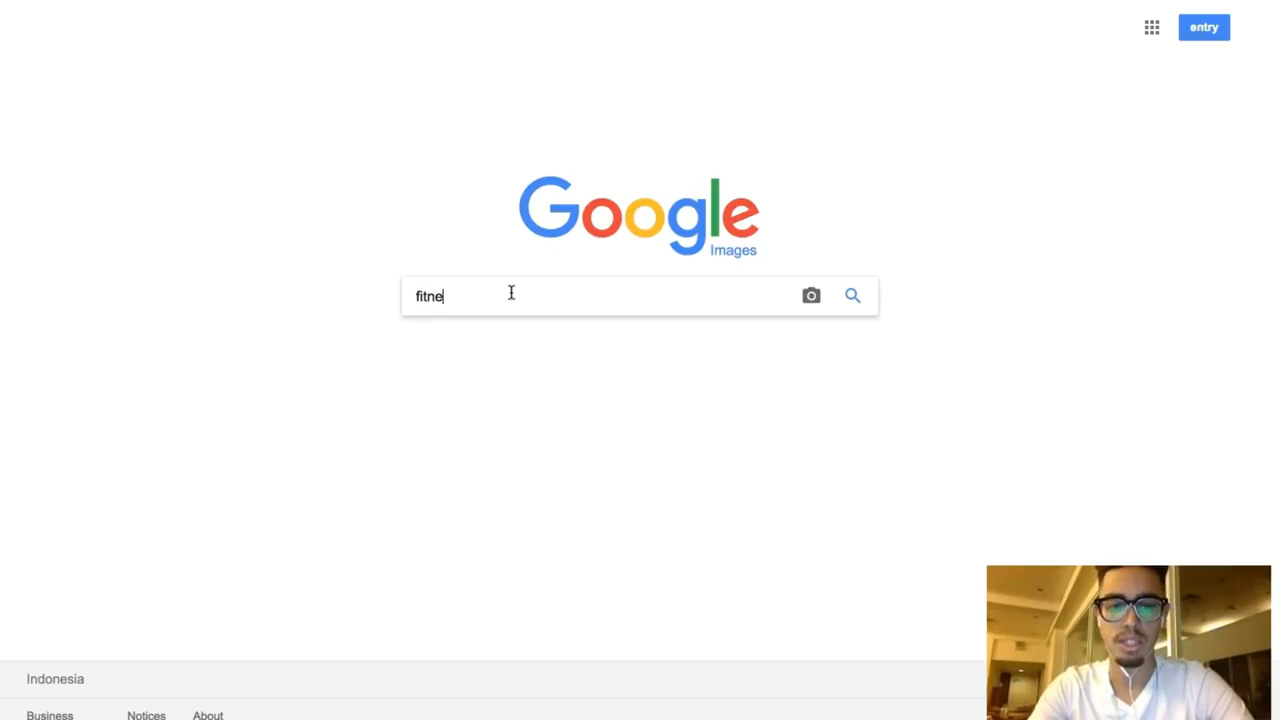 entry
Google
Images
fitne
Indonesia
Business Notices About